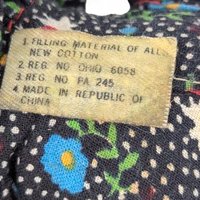 1. FILLING MATERIAL OF ALL
NEW COTTON
2. REG. NO OHIO 6058
3. REG. NO PA. 245
4. MADE IN REPUBLIC OF
CHINA